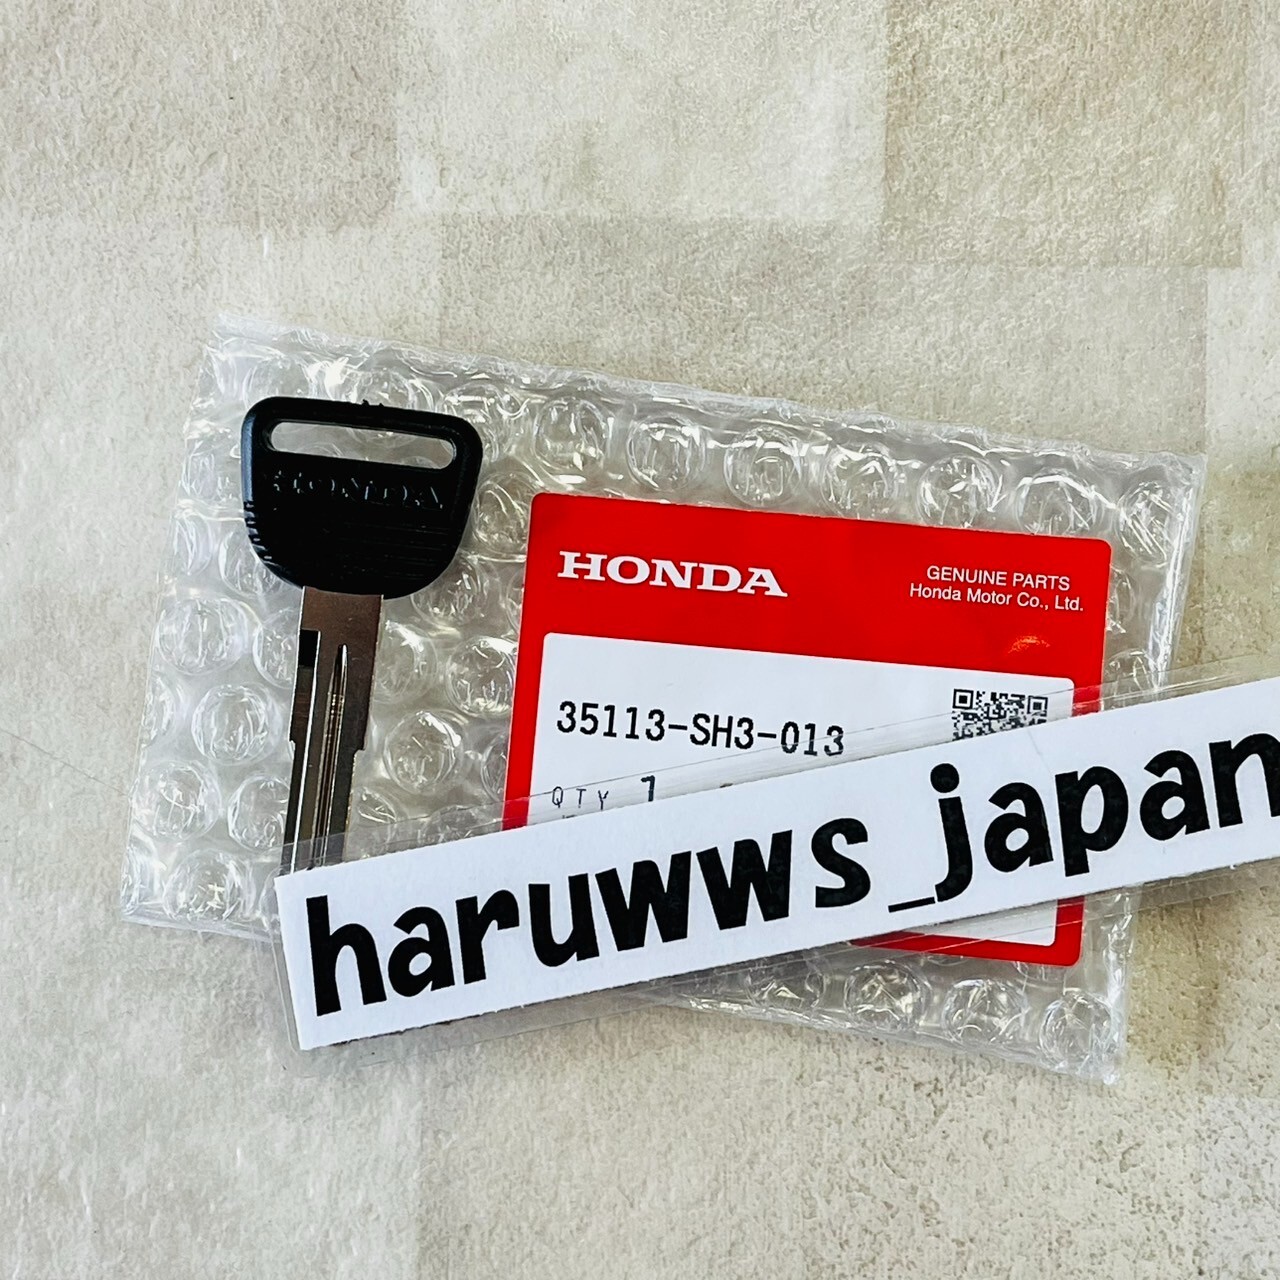 HONDA
HONDA
GENUINE PARTS
Honda Motor Co., Ltd.
35113-SH3-013
QTY 1
haruwws_japan